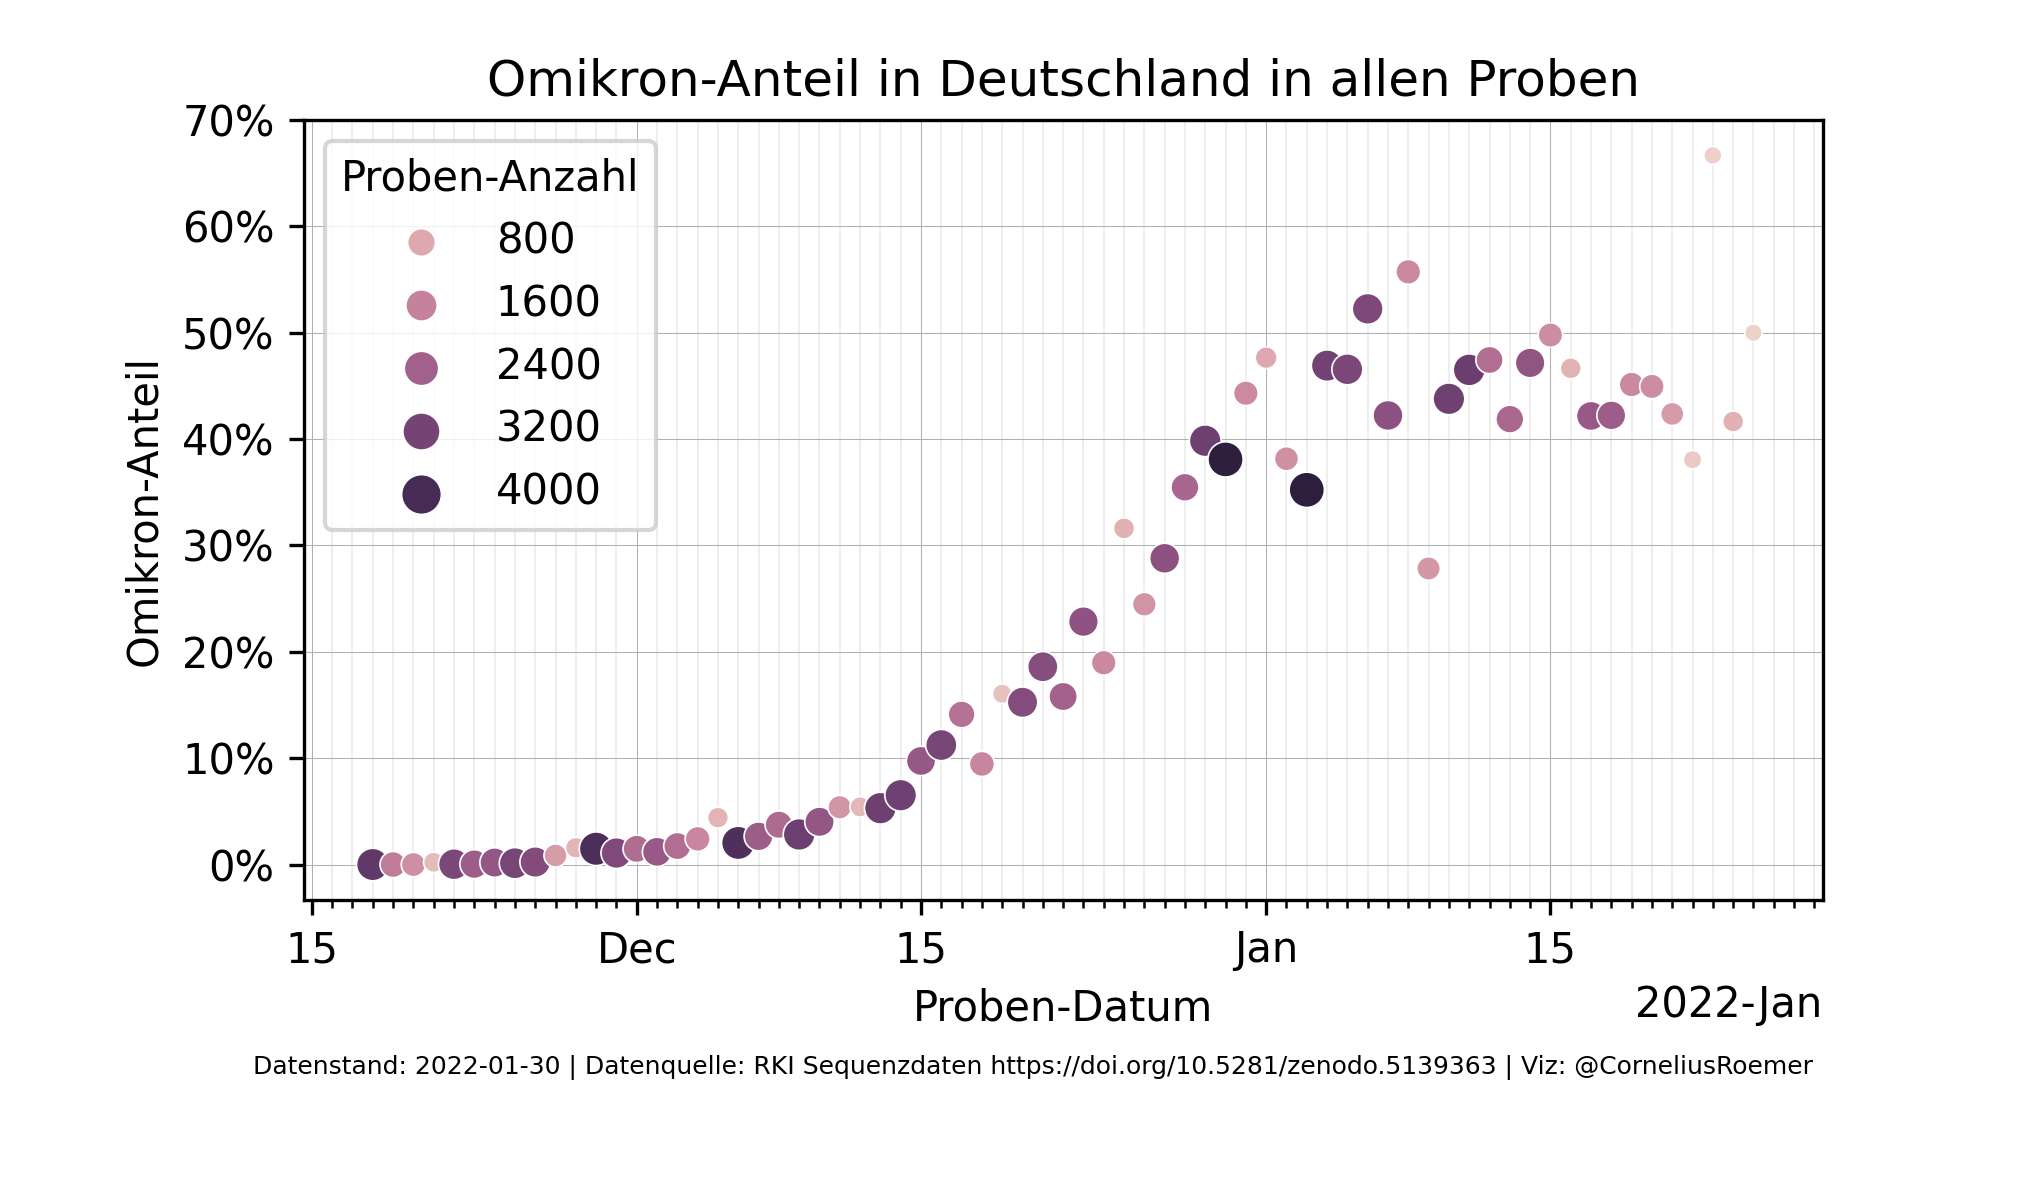 Omikron-Anteil in Deutschland in allen Proben
70%
60%
50%
40%
30%
20%
10%
0%
Omikron-Anteil
Proben-Anzahl
800
1600
2400
3200
4000
15
Dec
15
Jan
15
Proben-Datum
2022-Jan
Datenstand: 2022-01-30 | Datenquelle: RKI Sequenzdaten https://doi.org/10.5281/zenodo.5139363 | Viz: @CorneliusRoemer